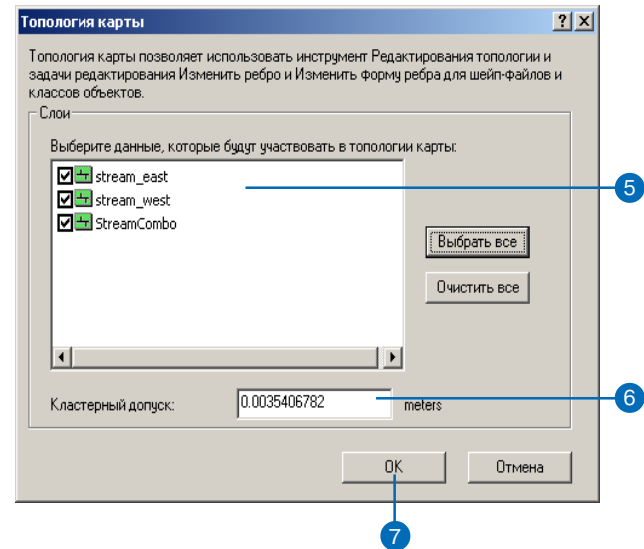 Топология карты
Топология карты позволяет использовать инструмент Редактирования топологии и
задачи редактирования Изменить ребро и Изменить форму ребра для шейп-файлов и
классов объектов.
Слои
Выберите данные, которые будут участвовать в топологии карты:
stream_east
stream_west
StreamCombo
5
Выбрать все
Очистить все
Кластерный допуск:
0.0035406782
meters
6
OK
Отмена
7